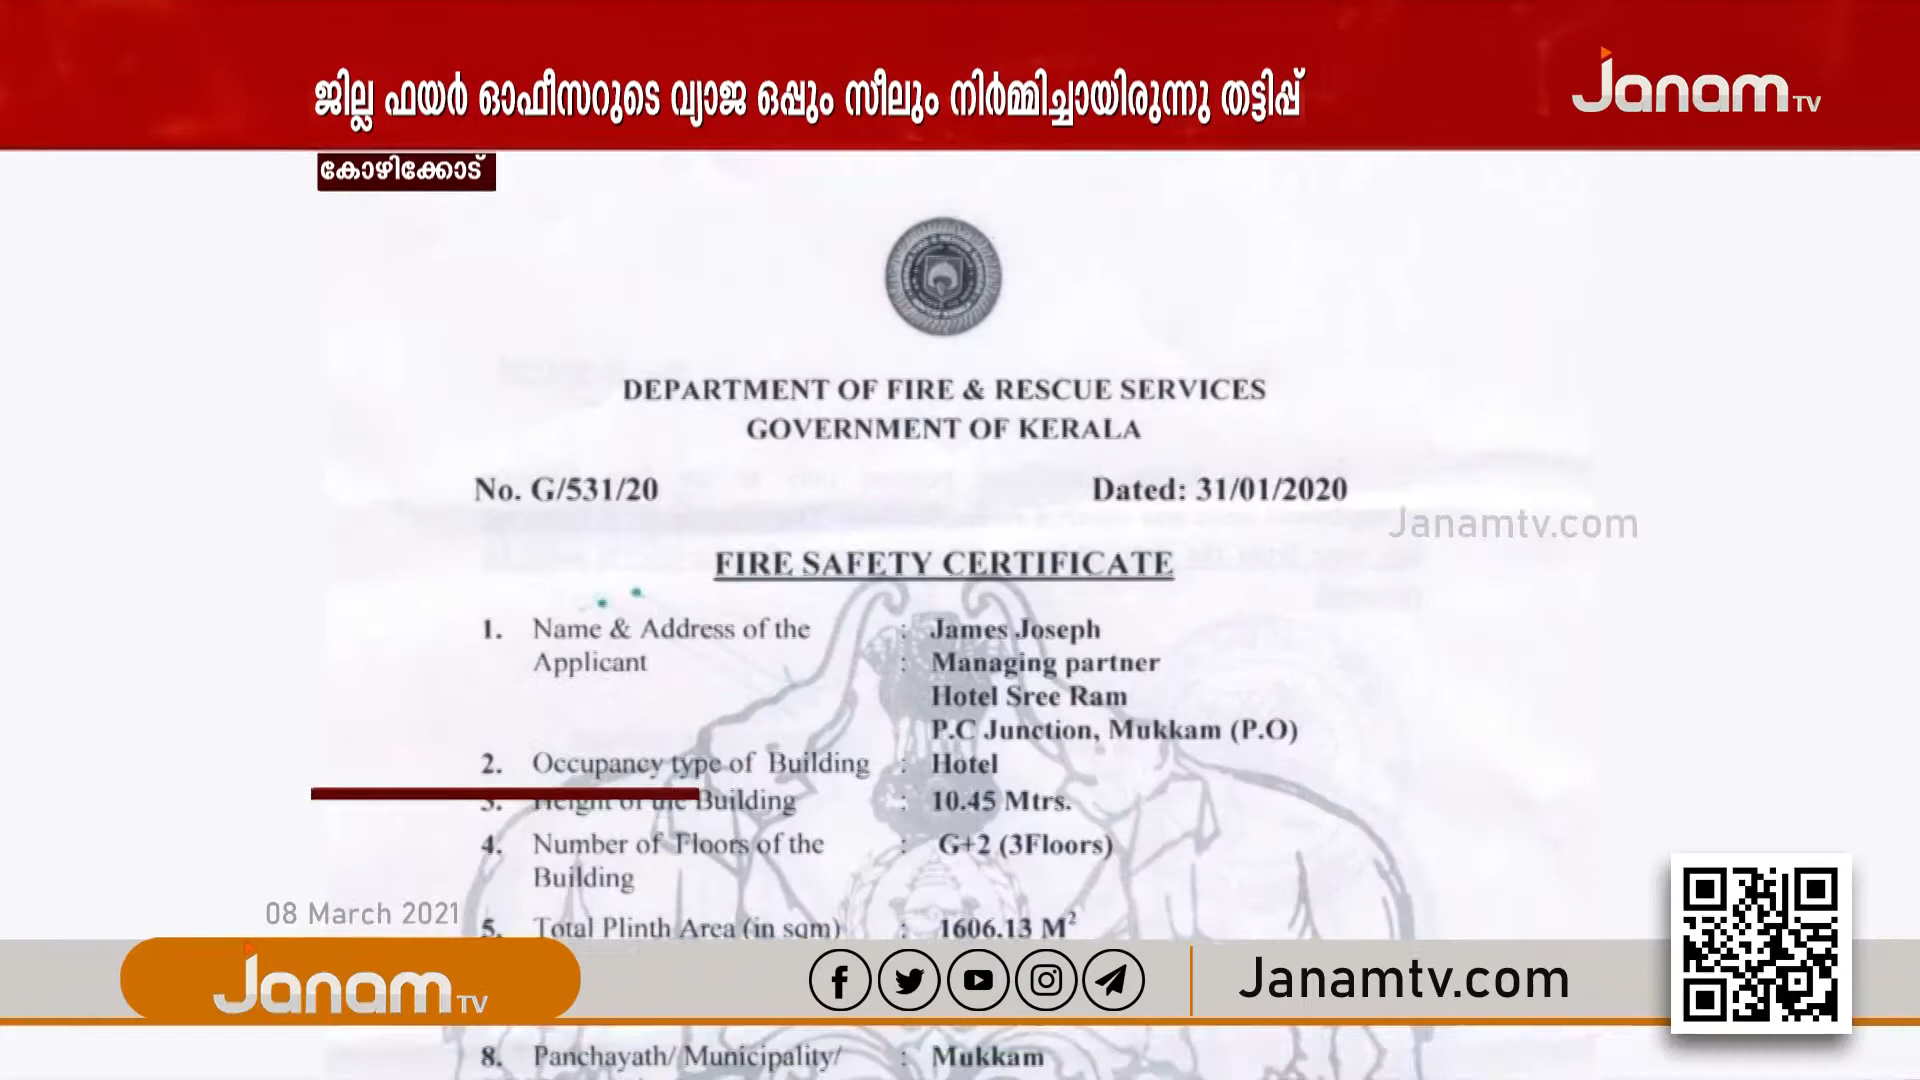 ജില്ല ഫയർ ഓഫീസറുടെ വ്യാജ ഒപ്പും സീലും നിർമ്മിച്ചായിരുന്നു തട്ടിപ്പ്
Janam TV
കോഴിക്കോട്
DEPARTMENT OF FIRE & RESCUE SERVICES
GOVERNMENT OF KERALA
No. G/531/20 Dated: 31/01/2020
Janamtv.com
FIRE SAFETY CERTIFICATE
1. Name & Address of the : James Joseph
Applicant : Managing partner
Hotel Sree Ram
P.C Junction, Mukkam (P.O)
2. Occupancy type of Building : Hotel
3. Height of the Building : 10.45 Mtrs.
4. Number of Floors of the : G+2 (3Floors)
Building
08 March 2021
5. Total Plinth Area (in sqm) : 1606.13 M²
Janam TV
Janamtv.com
8. Panchayath/ Municipality/ : Mukkam